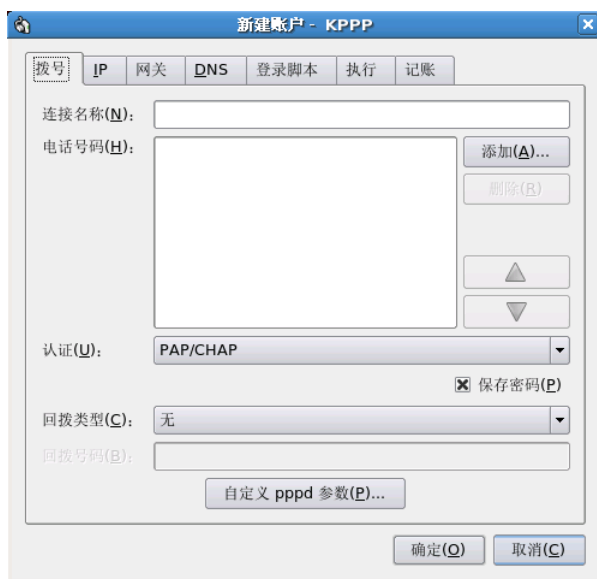 新建账户 - KPPP
拨号 IP 网关 DNS 登录脚本 执行 记账
连接名称(N):
电话号码(H):
添加(A)...
删除(R)
认证(U): PAP/CHAP
保存密码(P)
回拨类型(C): 无
回拨号码(B):
自定义 pppd 参数(P)...
确定(O) 取消(C)